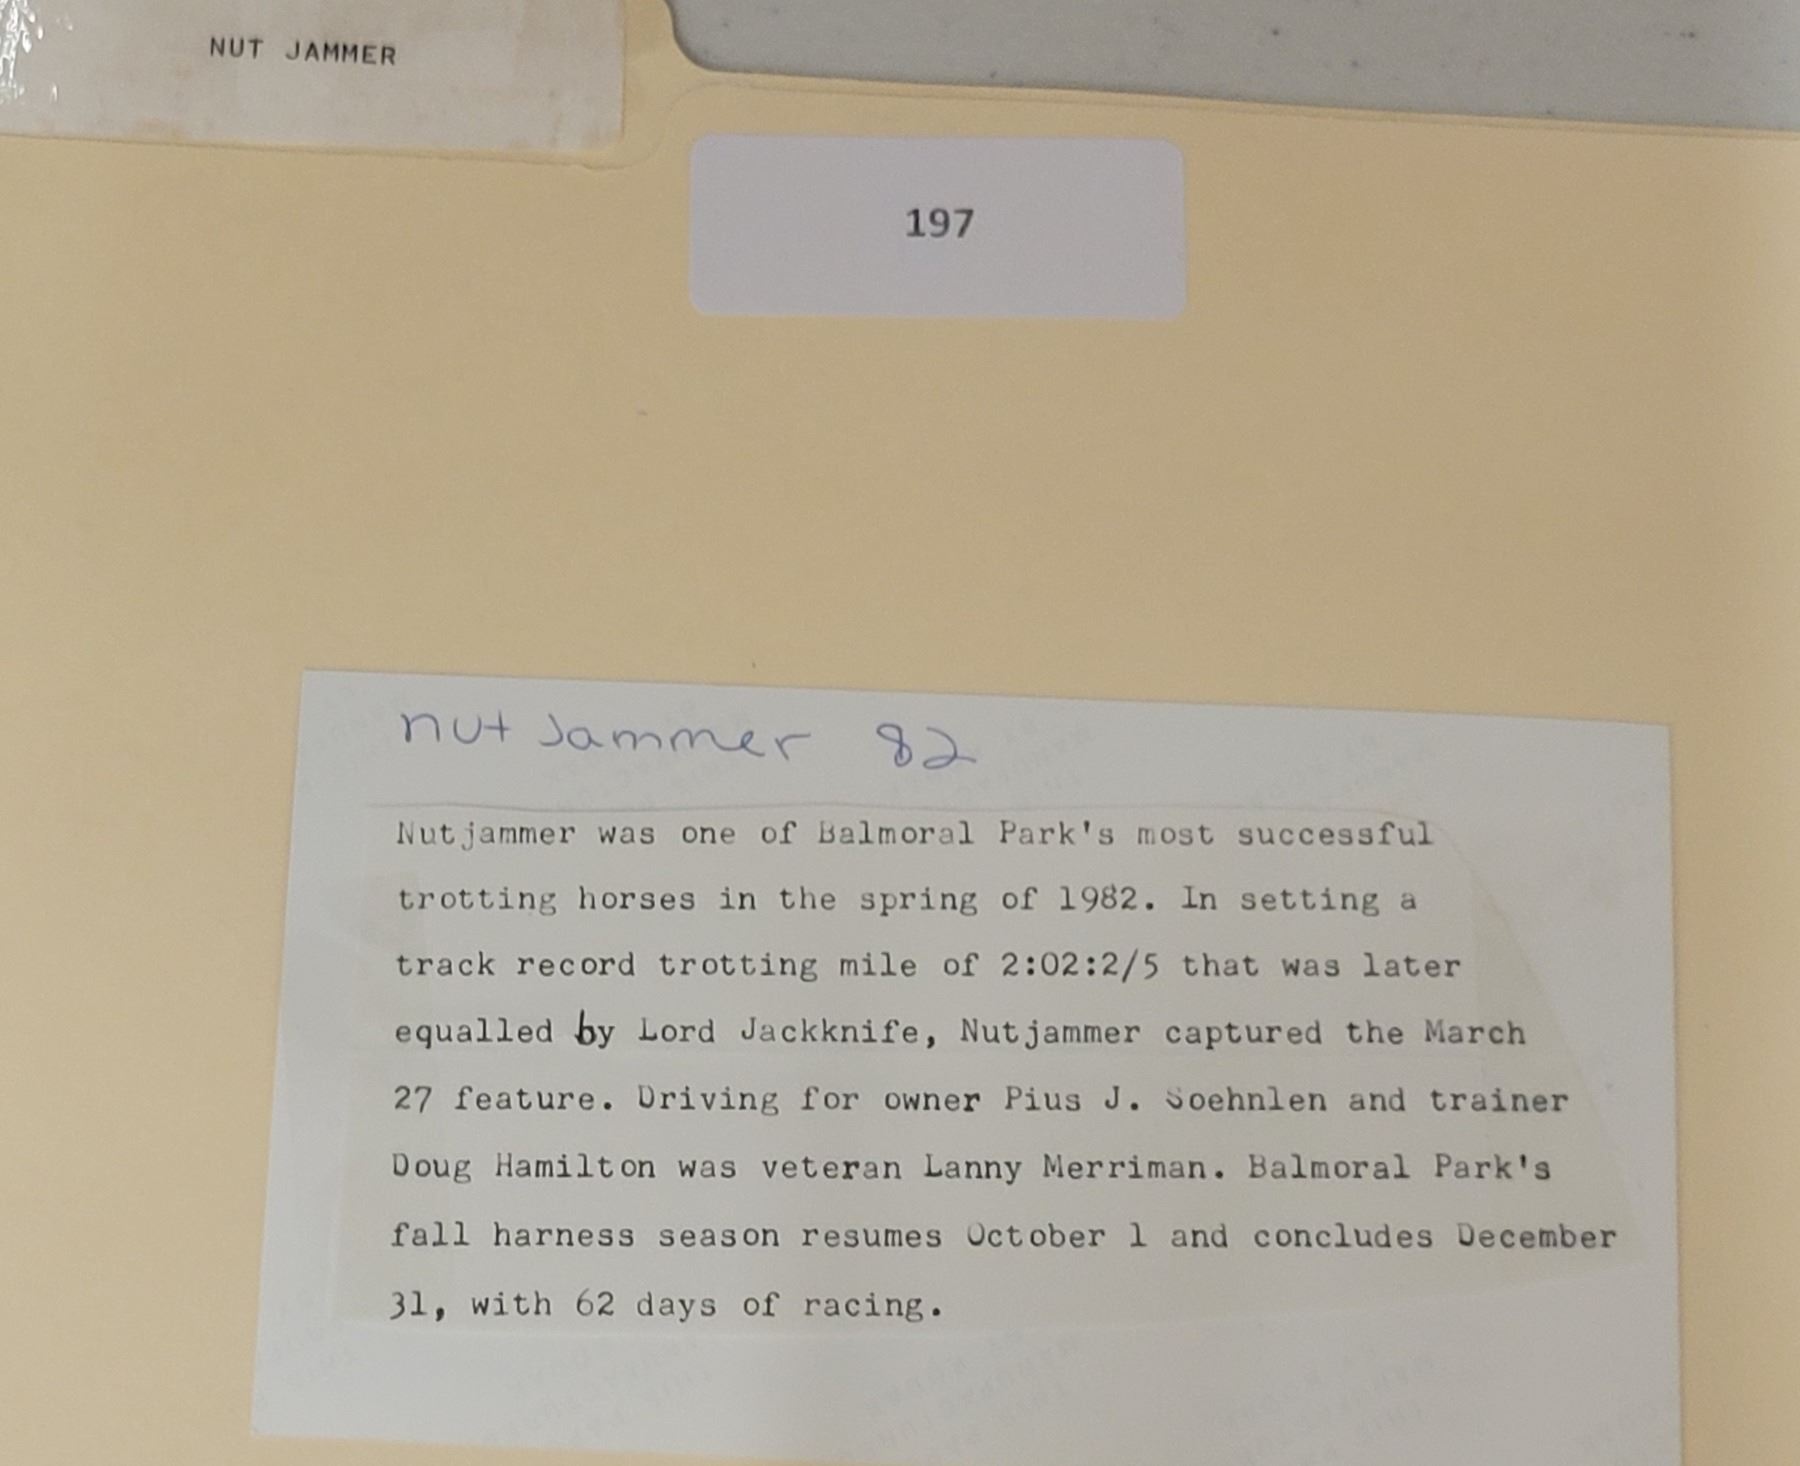 NUT JAMMER
197
nut Jammer 82
Nutjammer was one of Balmoral Park's most successful
trotting horses in the spring of 1982. In setting a
track record trotting mile of 2:02:2/5 that was later
equalled by Lord Jackknife, Nutjammer captured the March
27 feature. Driving for owner Pius J. Soehnlen and trainer
Doug Hamilton was veteran Lanny Merriman. Balmoral Park's
fall harness season resumes October 1 and concludes December
31, with 62 days of racing.